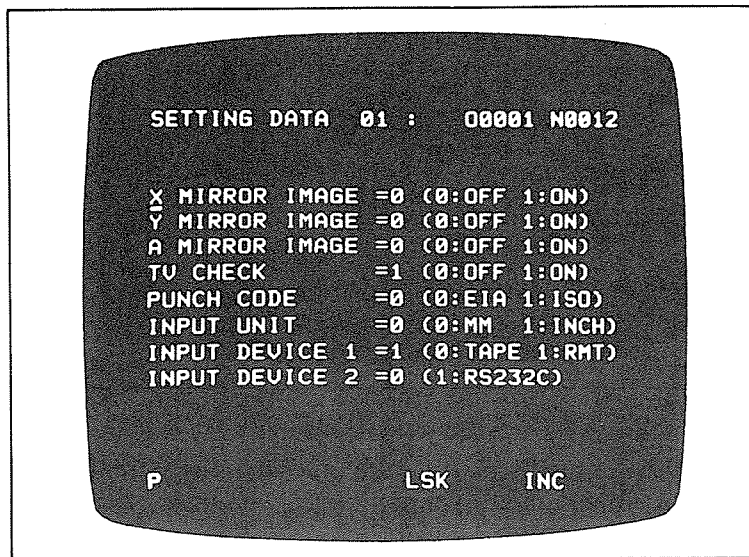 SETTING DATA 01 : O0001 N0012
X MIRROR IMAGE =0 (0:OFF 1:ON)
Y MIRROR IMAGE =0 (0:OFF 1:ON)
A MIRROR IMAGE =0 (0:OFF 1:ON)
TV CHECK =1 (0:OFF 1:ON)
PUNCH CODE =0 (0:EIA 1:ISO)
INPUT UNIT =0 (0:MM 1:INCH)
INPUT DEVICE 1 =1 (0:TAPE 1:RMT)
INPUT DEVICE 2 =0 (1:RS232C)
P LSK INC